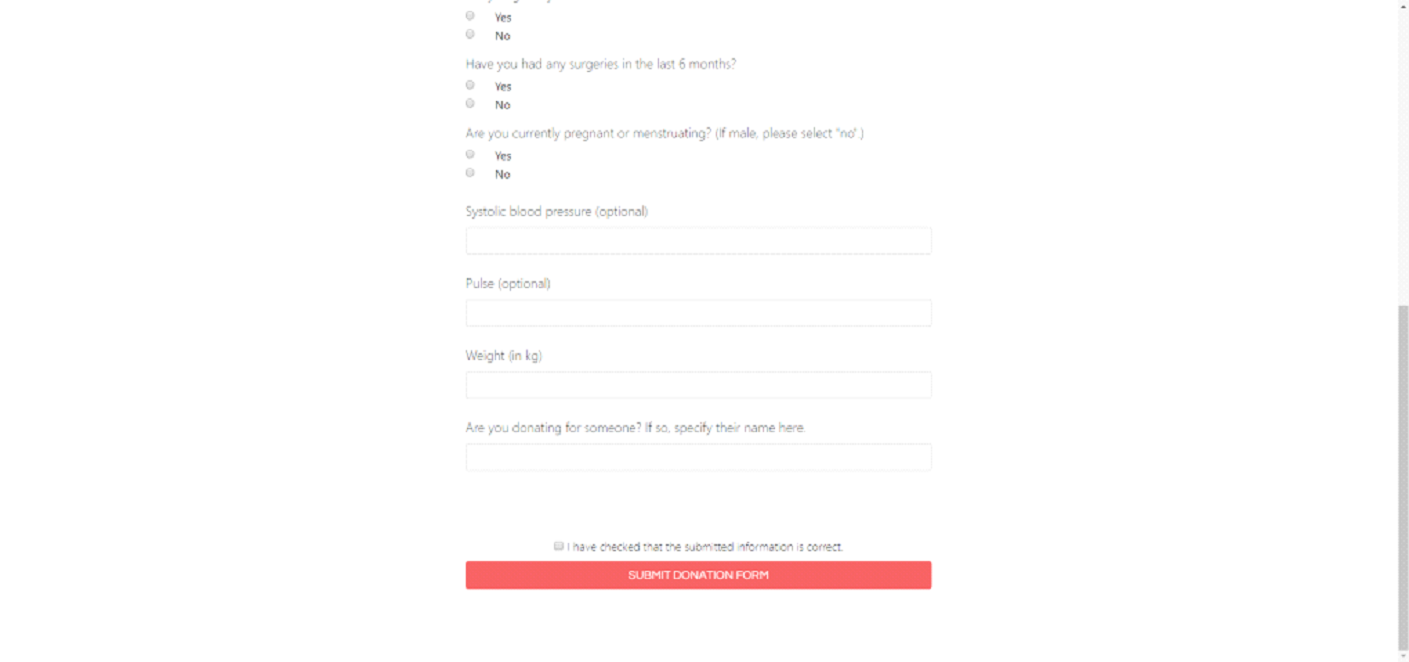 Yes
No
Have you had any surgeries in the last 6 months?
Yes
No
Are you currently pregnant or menstruating? (If male, please select "no".)
Yes
No
Systolic blood pressure (optional)
Pulse (optional)
Weight (in kg)
Are you donating for someone? If so, specify their name here.
I have checked that the submitted information is correct.
SUBMIT DONATION FORM